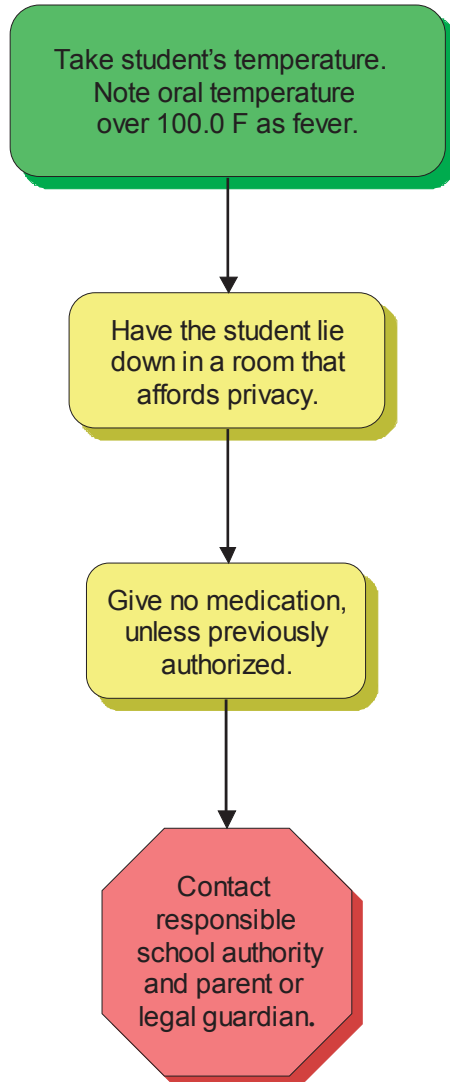 Take student’s temperature.
Note oral temperature
over 100.0 F as fever.
Have the student lie
down in a room that
affords privacy.
Give no medication,
unless previously
authorized.
Contact
responsible
school authority
and parent or
legal guardian.